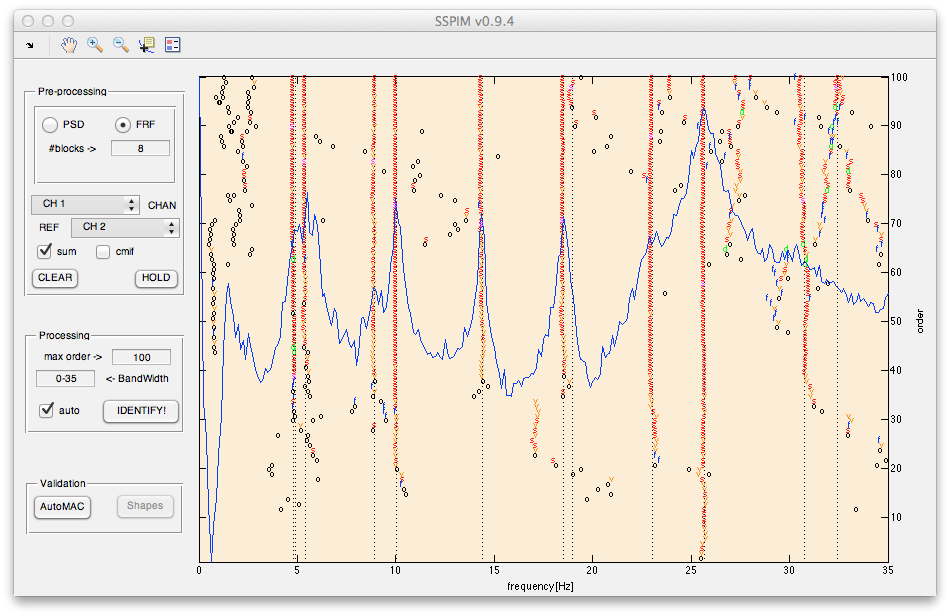 SSPIM v0.9.4
Pre-processing
PSD FRF
#blocks -> 8
CH 1 CHAN
REF CH 2
sum cmif
CLEAR HOLD
Processing
max order -> 100
0-35 <- BandWidth
auto IDENTIFY!
Validation
AutoMAC Shapes
100
90
80
70
60
50
40
30
20
10
order
0 5 10 15 20 25 30 35
frequency[Hz]